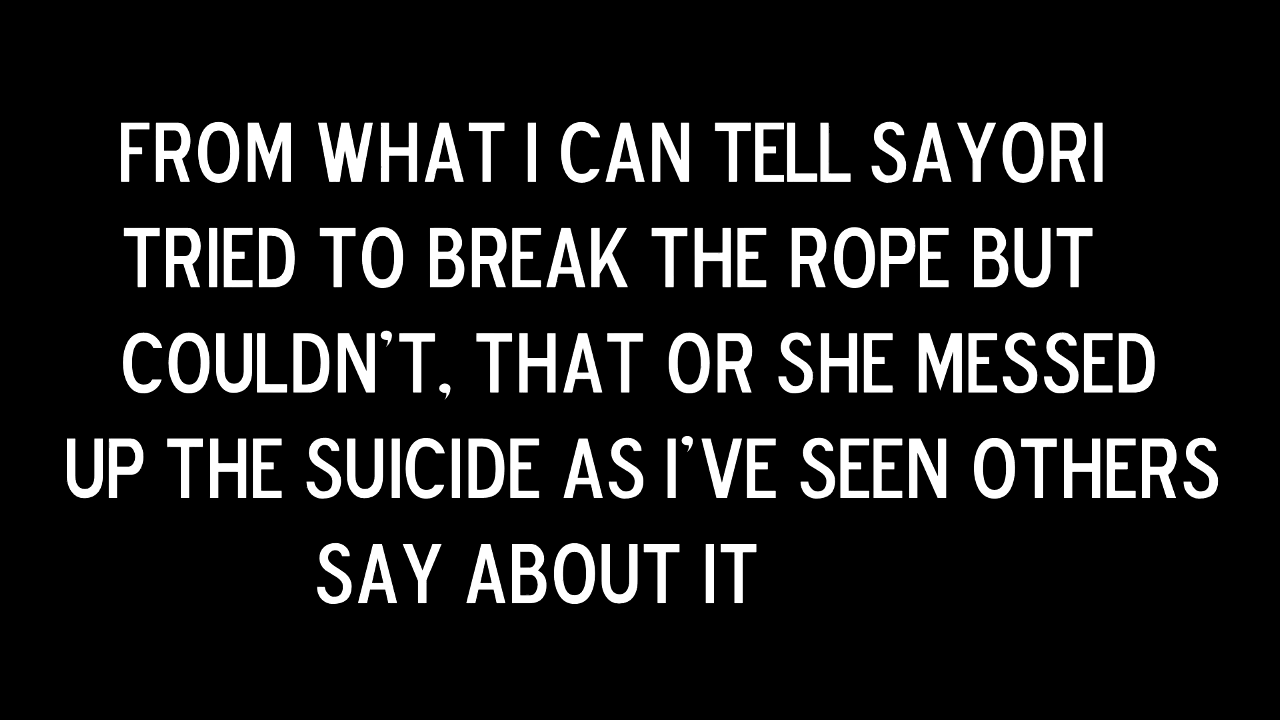 FROM WHAT I CAN TELL SAYORI
TRIED TO BREAK THE ROPE BUT
COULDN'T, THAT OR SHE MESSED
UP THE SUICIDE AS I'VE SEEN OTHERS
SAY ABOUT IT